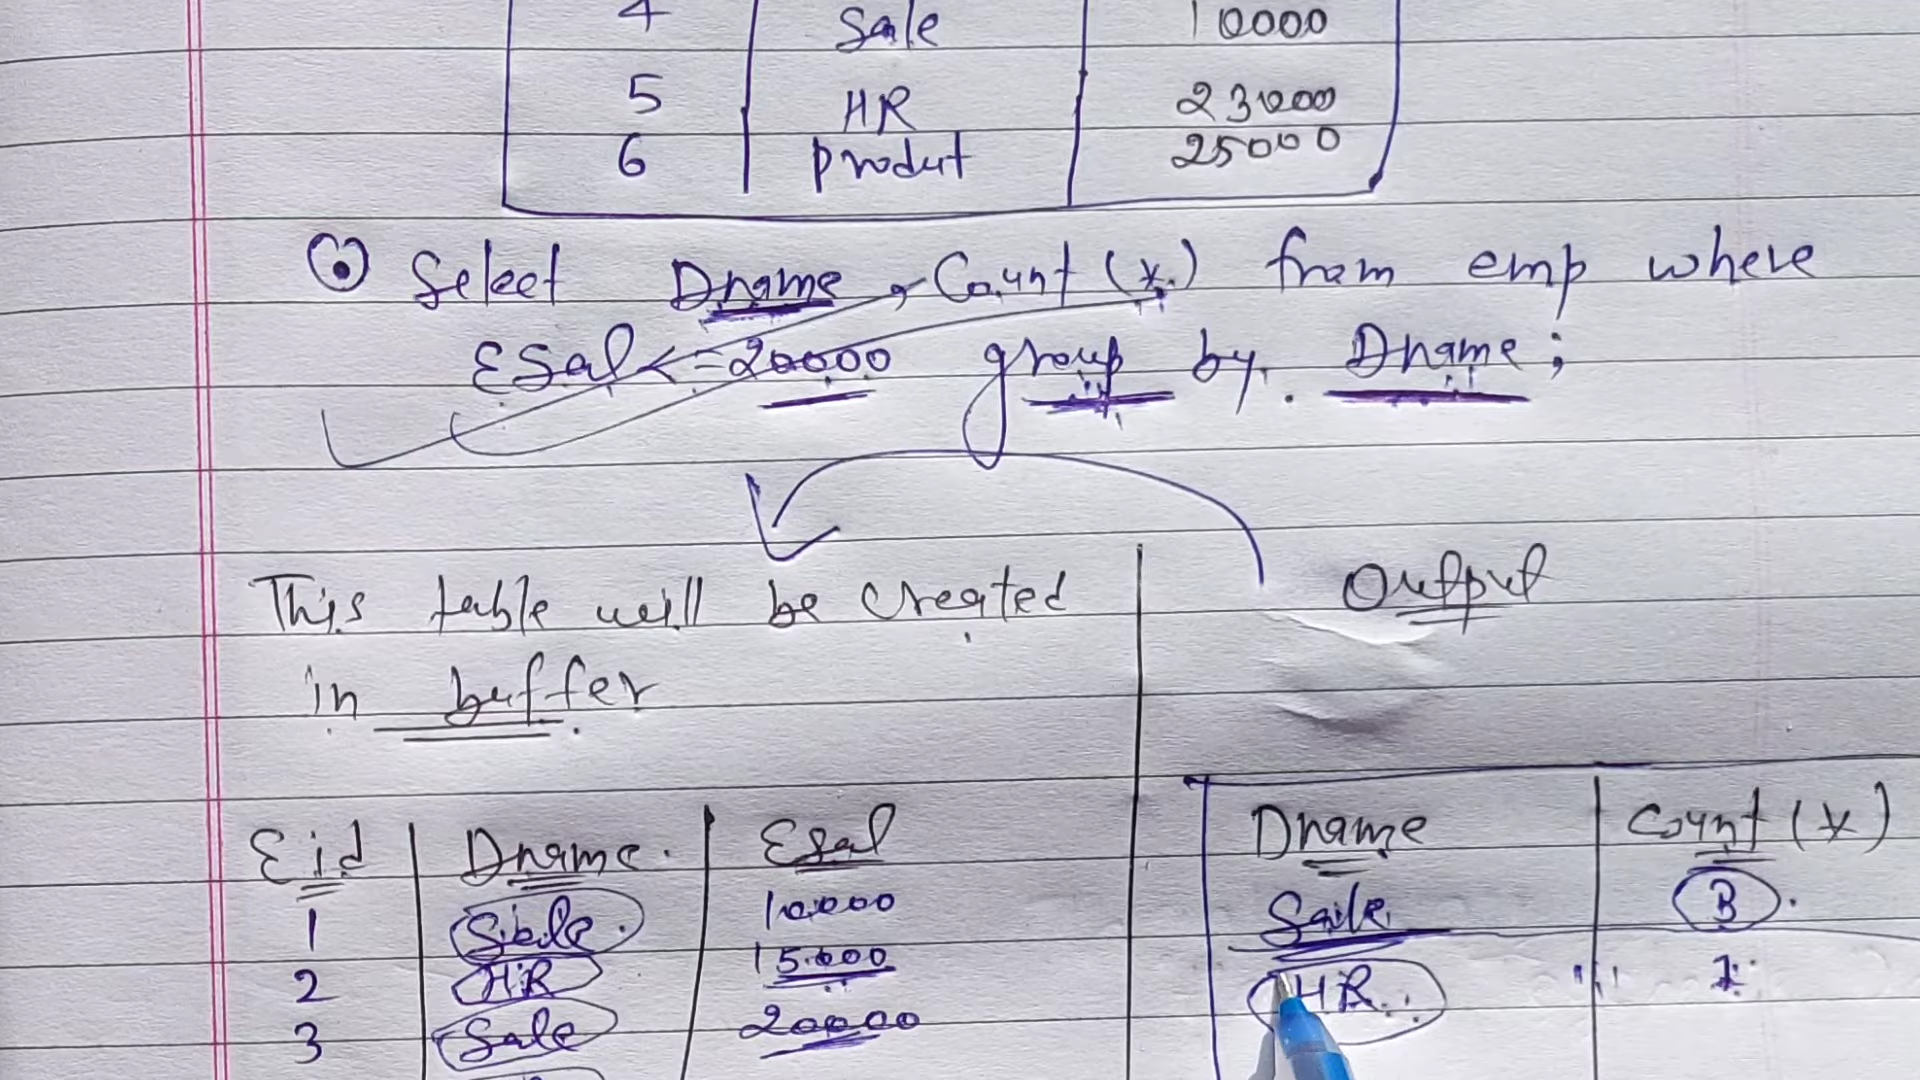 4 Sale 10000
5 HR 23000
6 Produt 25000
Select Dname, Count (*) from emp where
ESal <= 20000 group by Dname;
This table will be created
in buffer
Output
Eid Dname Esal
1 Sale 10000
2 HR 15000
3 Sale 20000
Dname Count (*)
Sale 3
HR 1